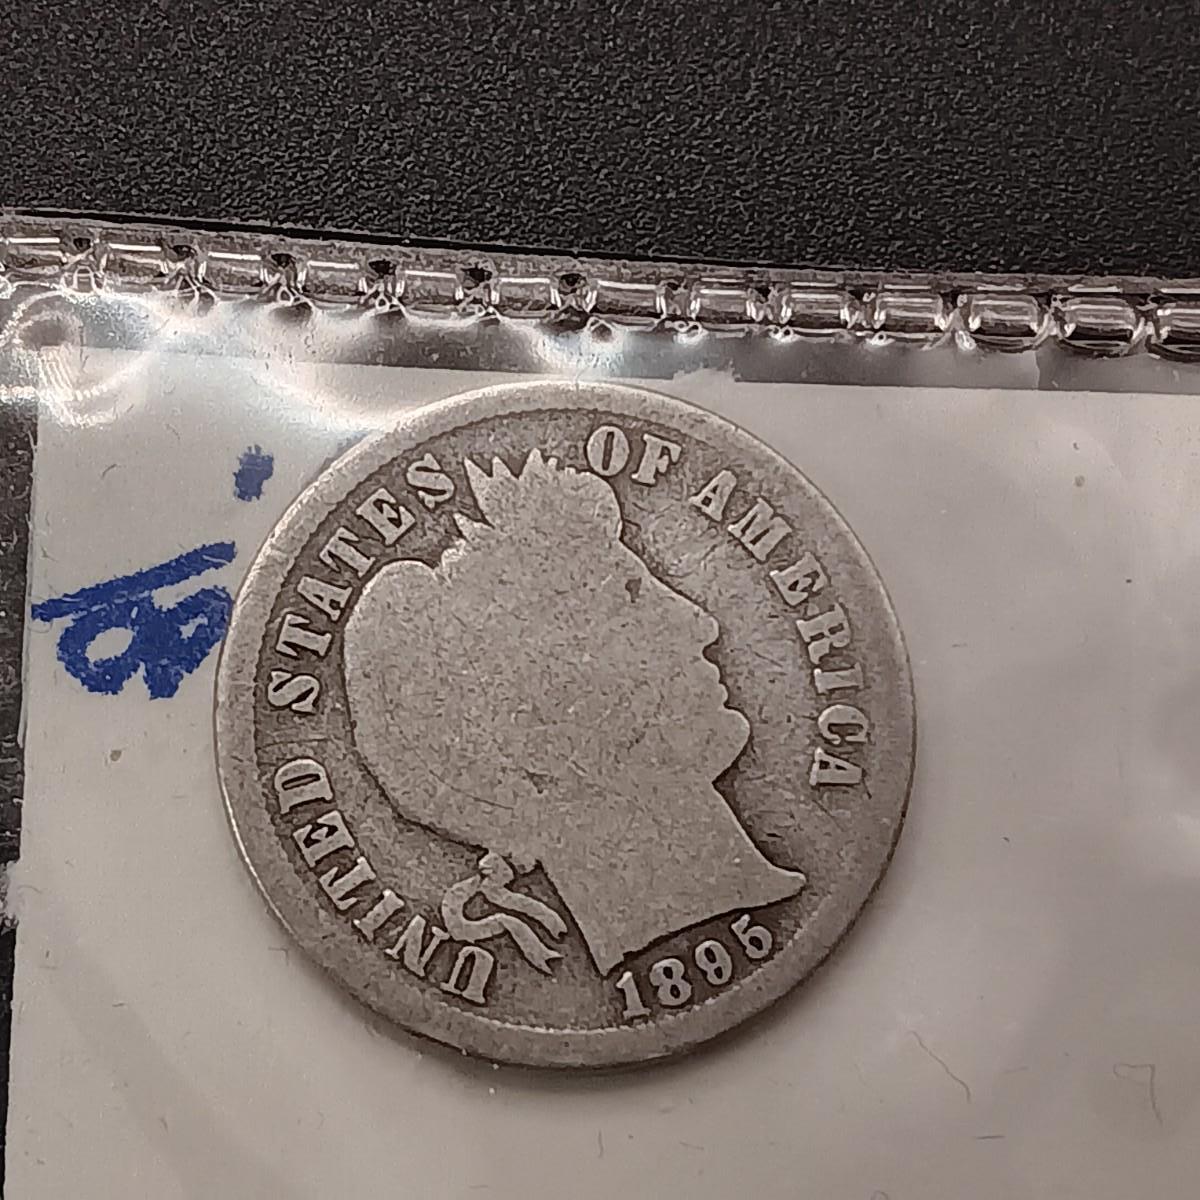 UNITED STATES OF AMERICA
1895